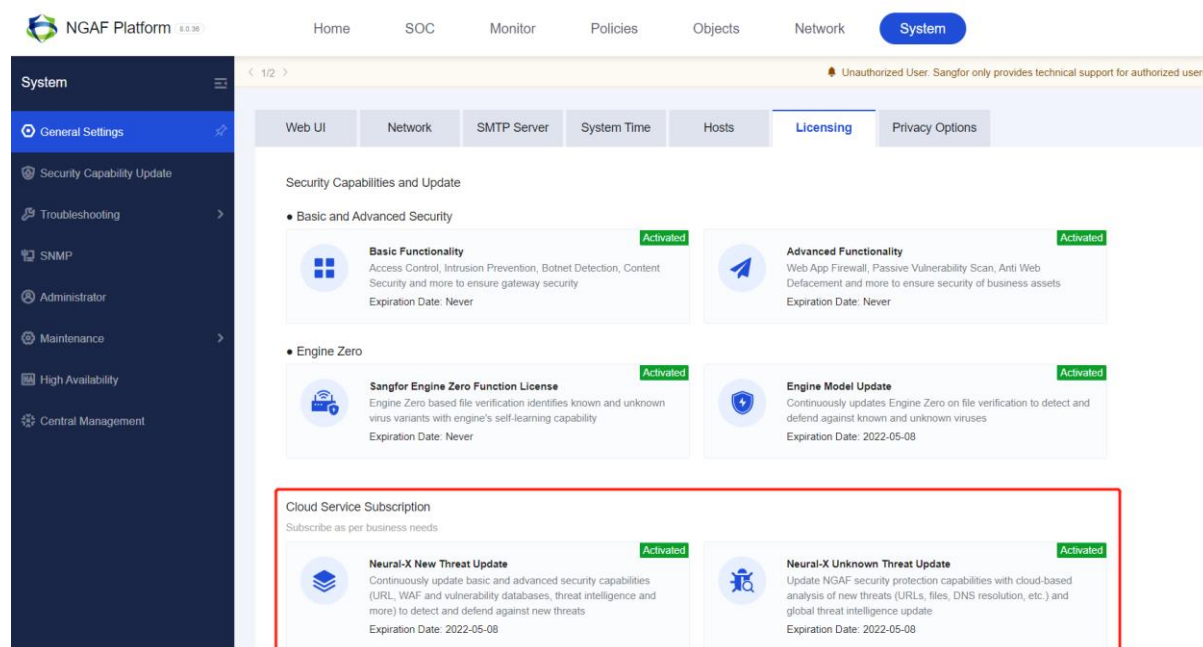 NGAF Platform 8.0.36
Home SOC Monitor Policies Objects Network System
System
< 1/2 >
Unauthorized User. Sangfor only provides technical support for authorized user
General Settings
Security Capability Update
Troubleshooting
SNMP
Administrator
Maintenance
High Availability
Central Management
Web UI Network SMTP Server System Time Hosts Licensing Privacy Options
Security Capabilities and Update
• Basic and Advanced Security
Activated
Basic Functionality
Access Control, Intrusion Prevention, Botnet Detection, Content
Security and more to ensure gateway security
Expiration Date: Never
Activated
Advanced Functionality
Web App Firewall, Passive Vulnerability Scan, Anti Web
Defacement and more to ensure security of business assets
Expiration Date: Never
• Engine Zero
Activated
Sangfor Engine Zero Function License
Engine Zero based file verification identifies known and unknown
virus variants with engine's self-learning capability
Expiration Date: Never
Activated
Engine Model Update
Continuously updates Engine Zero on file verification to detect and
defend against known and unknown viruses
Expiration Date: 2022-05-08
Cloud Service Subscription
Subscribe as per business needs
Activated
Neural-X New Threat Update
Continuously update basic and advanced security capabilities
(URL, WAF and vulnerability databases, threat intelligence and
more) to detect and defend against new threats
Expiration Date: 2022-05-08
Activated
Neural-X Unknown Threat Update
Update NGAF security protection capabilities with cloud-based
analysis of new threats (URLs, files, DNS resolution, etc.) and
global threat intelligence update
Expiration Date: 2022-05-08